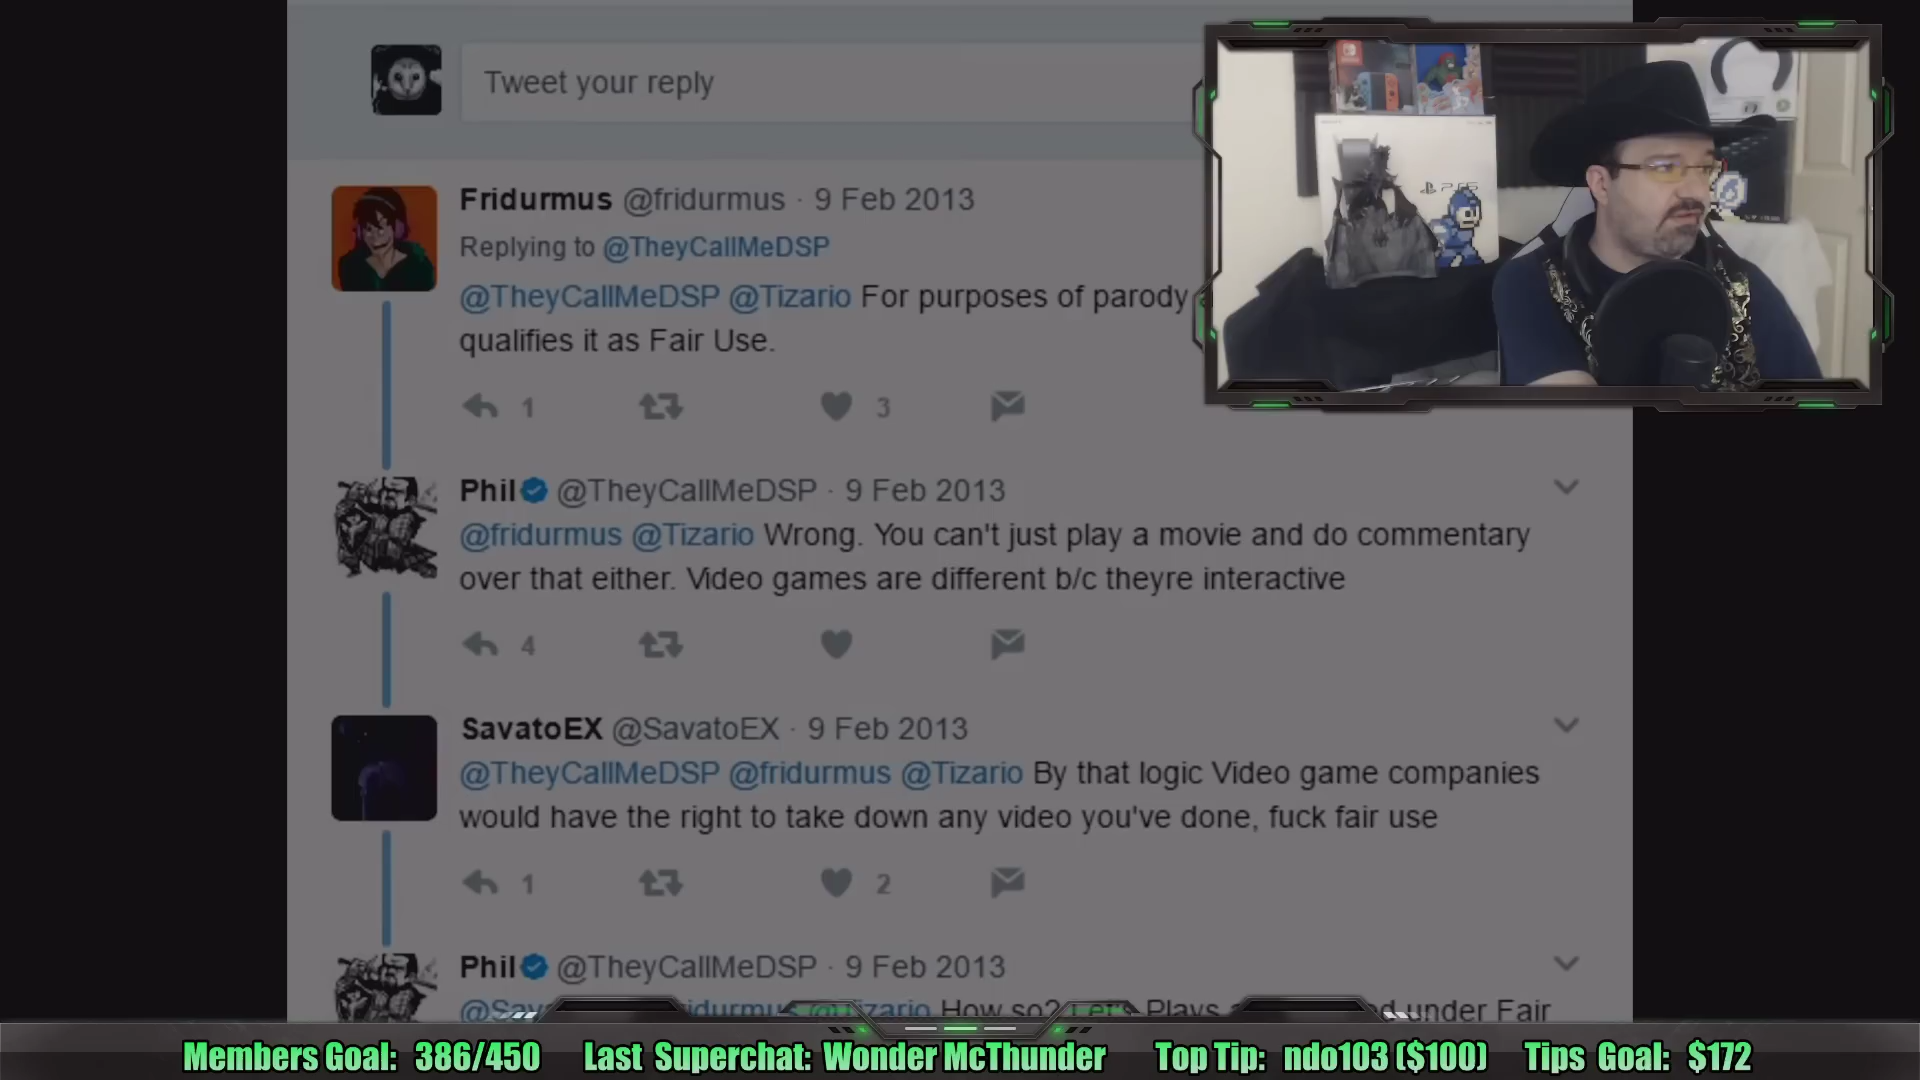 Tweet your reply
Fridurmus @fridurmus · 9 Feb 2013
Replying to @TheyCallMeDSP
@TheyCallMeDSP @Tizario For purposes of parody
qualifies it as Fair Use.
1 3
Phil @TheyCallMeDSP · 9 Feb 2013
@fridurmus @Tizario Wrong. You can't just play a movie and do commentary
over that either. Video games are different b/c theyre interactive
4
SavatoEX @SavatoEX · 9 Feb 2013
@TheyCallMeDSP @fridurmus @Tizario By that logic Video game companies
would have the right to take down any video you've done, fuck fair use
1 2
Phil @TheyCallMeDSP · 9 Feb 2013
How so? Let's Plays under Fair
Members Goal: 386/450 Last Superchat: Wonder McThunder Top Tip: ndo103 ($100) Tips Goal: $172
PS5